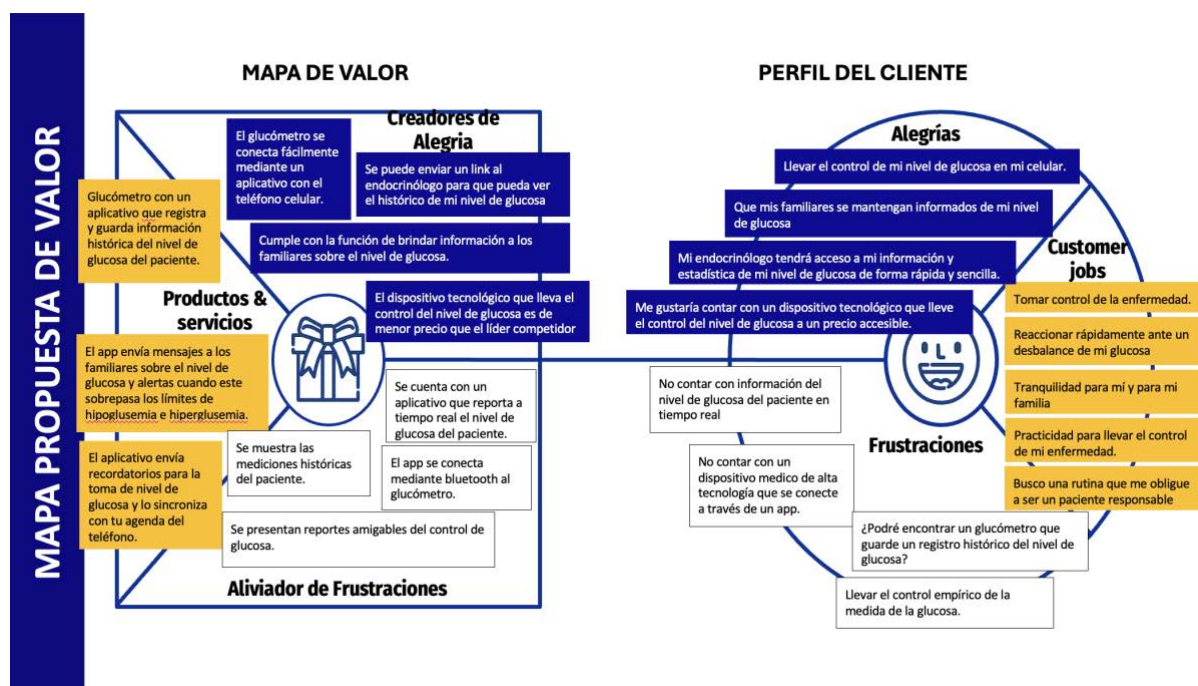 MAPA PROPUESTA DE VALOR
MAPA DE VALOR
Creadores de
Alegria
El glucómetro se
conecta fácilmente
mediante un
aplicativo con el
teléfono celular.
Se puede enviar un link al
endocrinólogo para que pueda ver
el histórico de mi nivel de glucosa
Glucómetro con un
aplicativo que registra
y guarda información
histórica del nivel de
glucosa del paciente.
Cumple con la función de brindar información a los
familiares sobre el nivel de glucosa.
Productos &
servicios
El dispositivo tecnológico que lleva el
control del nivel de glucosa es de
menor precio que el líder competidor
El app envía mensajes a los
familiares sobre el nivel de
glucosa y alertas cuando este
sobrepasa los límites de
hipoglusemia e hiperglusemia.
Se cuenta con un
aplicativo que reporta a
tiempo real el nivel de
glucosa del paciente.
Se muestra las
mediciones históricas
del paciente.
El app se conecta
mediante bluetooth al
glucómetro.
El aplicativo envía
recordatorios para la
toma de nivel de
glucosa y lo sincroniza
con tu agenda del
teléfono.
Se presentan reportes amigables del control de
glucosa.
Aliviador de Frustraciones
PERFIL DEL CLIENTE
Alegrías
Llevar el control de mi nivel de glucosa en mi celular.
Que mis familiares se mantengan informados de mi nivel
de glucosa
Mi endocrinólogo tendrá acceso a mi información y
estadística de mi nivel de glucosa de forma rápida y sencilla.
Me gustaría contar con un dispositivo tecnológico que lleve
el control del nivel de glucosa a un precio accesible.
Customer
jobs
Tomar control de la enfermedad.
Reaccionar rápidamente ante un
desbalance de mi glucosa
Tranquilidad para mí y para mi
familia
Practicidad para llevar el control
de mi enfermedad.
Busco una rutina que me obligue
a ser un paciente responsable
Frustraciones
No contar con información del
nivel de glucosa del paciente en
tiempo real
No contar con un
dispositivo medico de alta
tecnología que se conecte
a través de un app.
¿Podré encontrar un glucómetro que
guarde un registro histórico del nivel de
glucosa?
Llevar el control empírico de la
medida de la glucosa.